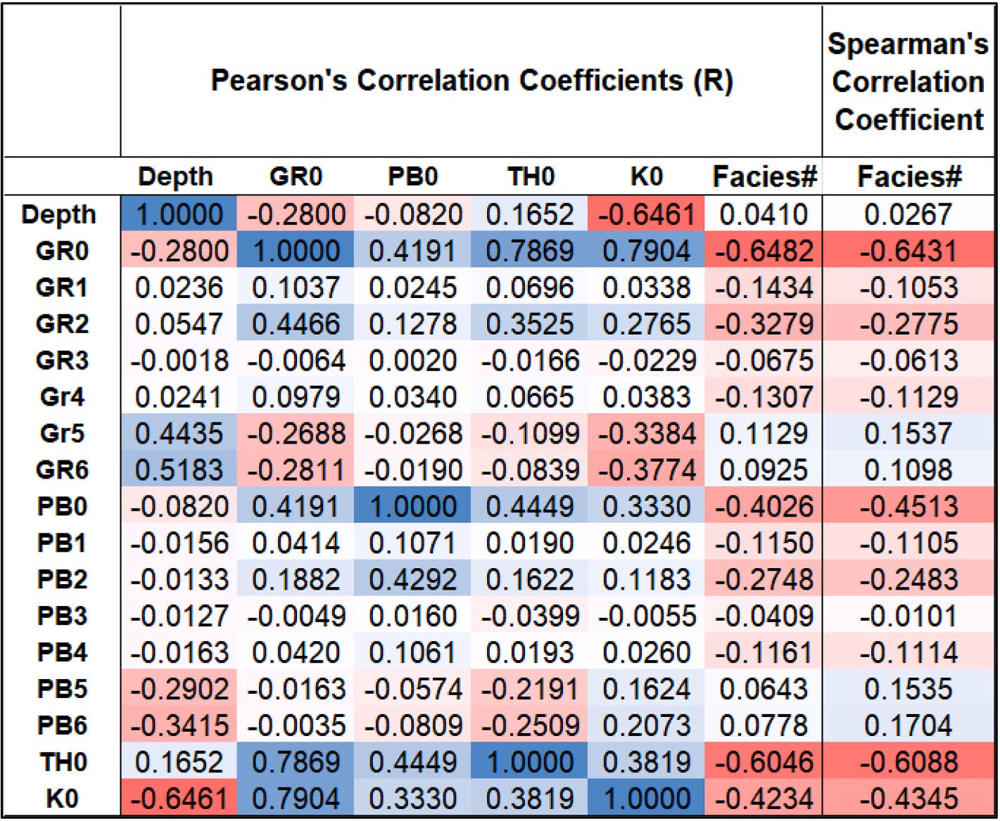 Pearson's Correlation Coefficients (R)
Spearman's
Correlation
Coefficient
Depth GR0 PB0 TH0 K0 Facies# Facies#
Depth 1.0000 -0.2800 -0.0820 0.1652 -0.6461 0.0410 0.0267
GR0 -0.2800 1.0000 0.4191 0.7869 0.7904 -0.6482 -0.6431
GR1 0.0236 0.1037 0.0245 0.0696 0.0338 -0.1434 -0.1053
GR2 0.0547 0.4466 0.1278 0.3525 0.2765 -0.3279 -0.2775
GR3 -0.0018 -0.0064 0.0020 -0.0166 -0.0229 -0.0675 -0.0613
Gr4 0.0241 0.0979 0.0340 0.0665 0.0383 -0.1307 -0.1129
Gr5 0.4435 -0.2688 -0.0268 -0.1099 -0.3384 0.1129 0.1537
GR6 0.5183 -0.2811 -0.0190 -0.0839 -0.3774 0.0925 0.1098
PB0 -0.0820 0.4191 1.0000 0.4449 0.3330 -0.4026 -0.4513
PB1 -0.0156 0.0414 0.1071 0.0190 0.0246 -0.1150 -0.1105
PB2 -0.0133 0.1882 0.4292 0.1622 0.1183 -0.2748 -0.2483
PB3 -0.0127 -0.0049 0.0160 -0.0399 -0.0055 -0.0409 -0.0101
PB4 -0.0163 0.0420 0.1061 0.0193 0.0260 -0.1161 -0.1114
PB5 -0.2902 -0.0163 -0.0574 -0.2191 0.1624 0.0643 0.1535
PB6 -0.3415 -0.0035 -0.0809 -0.2509 0.2073 0.0778 0.1704
TH0 0.1652 0.7869 0.4449 1.0000 0.3819 -0.6046 -0.6088
K0 -0.6461 0.7904 0.3330 0.3819 1.0000 -0.4234 -0.4345